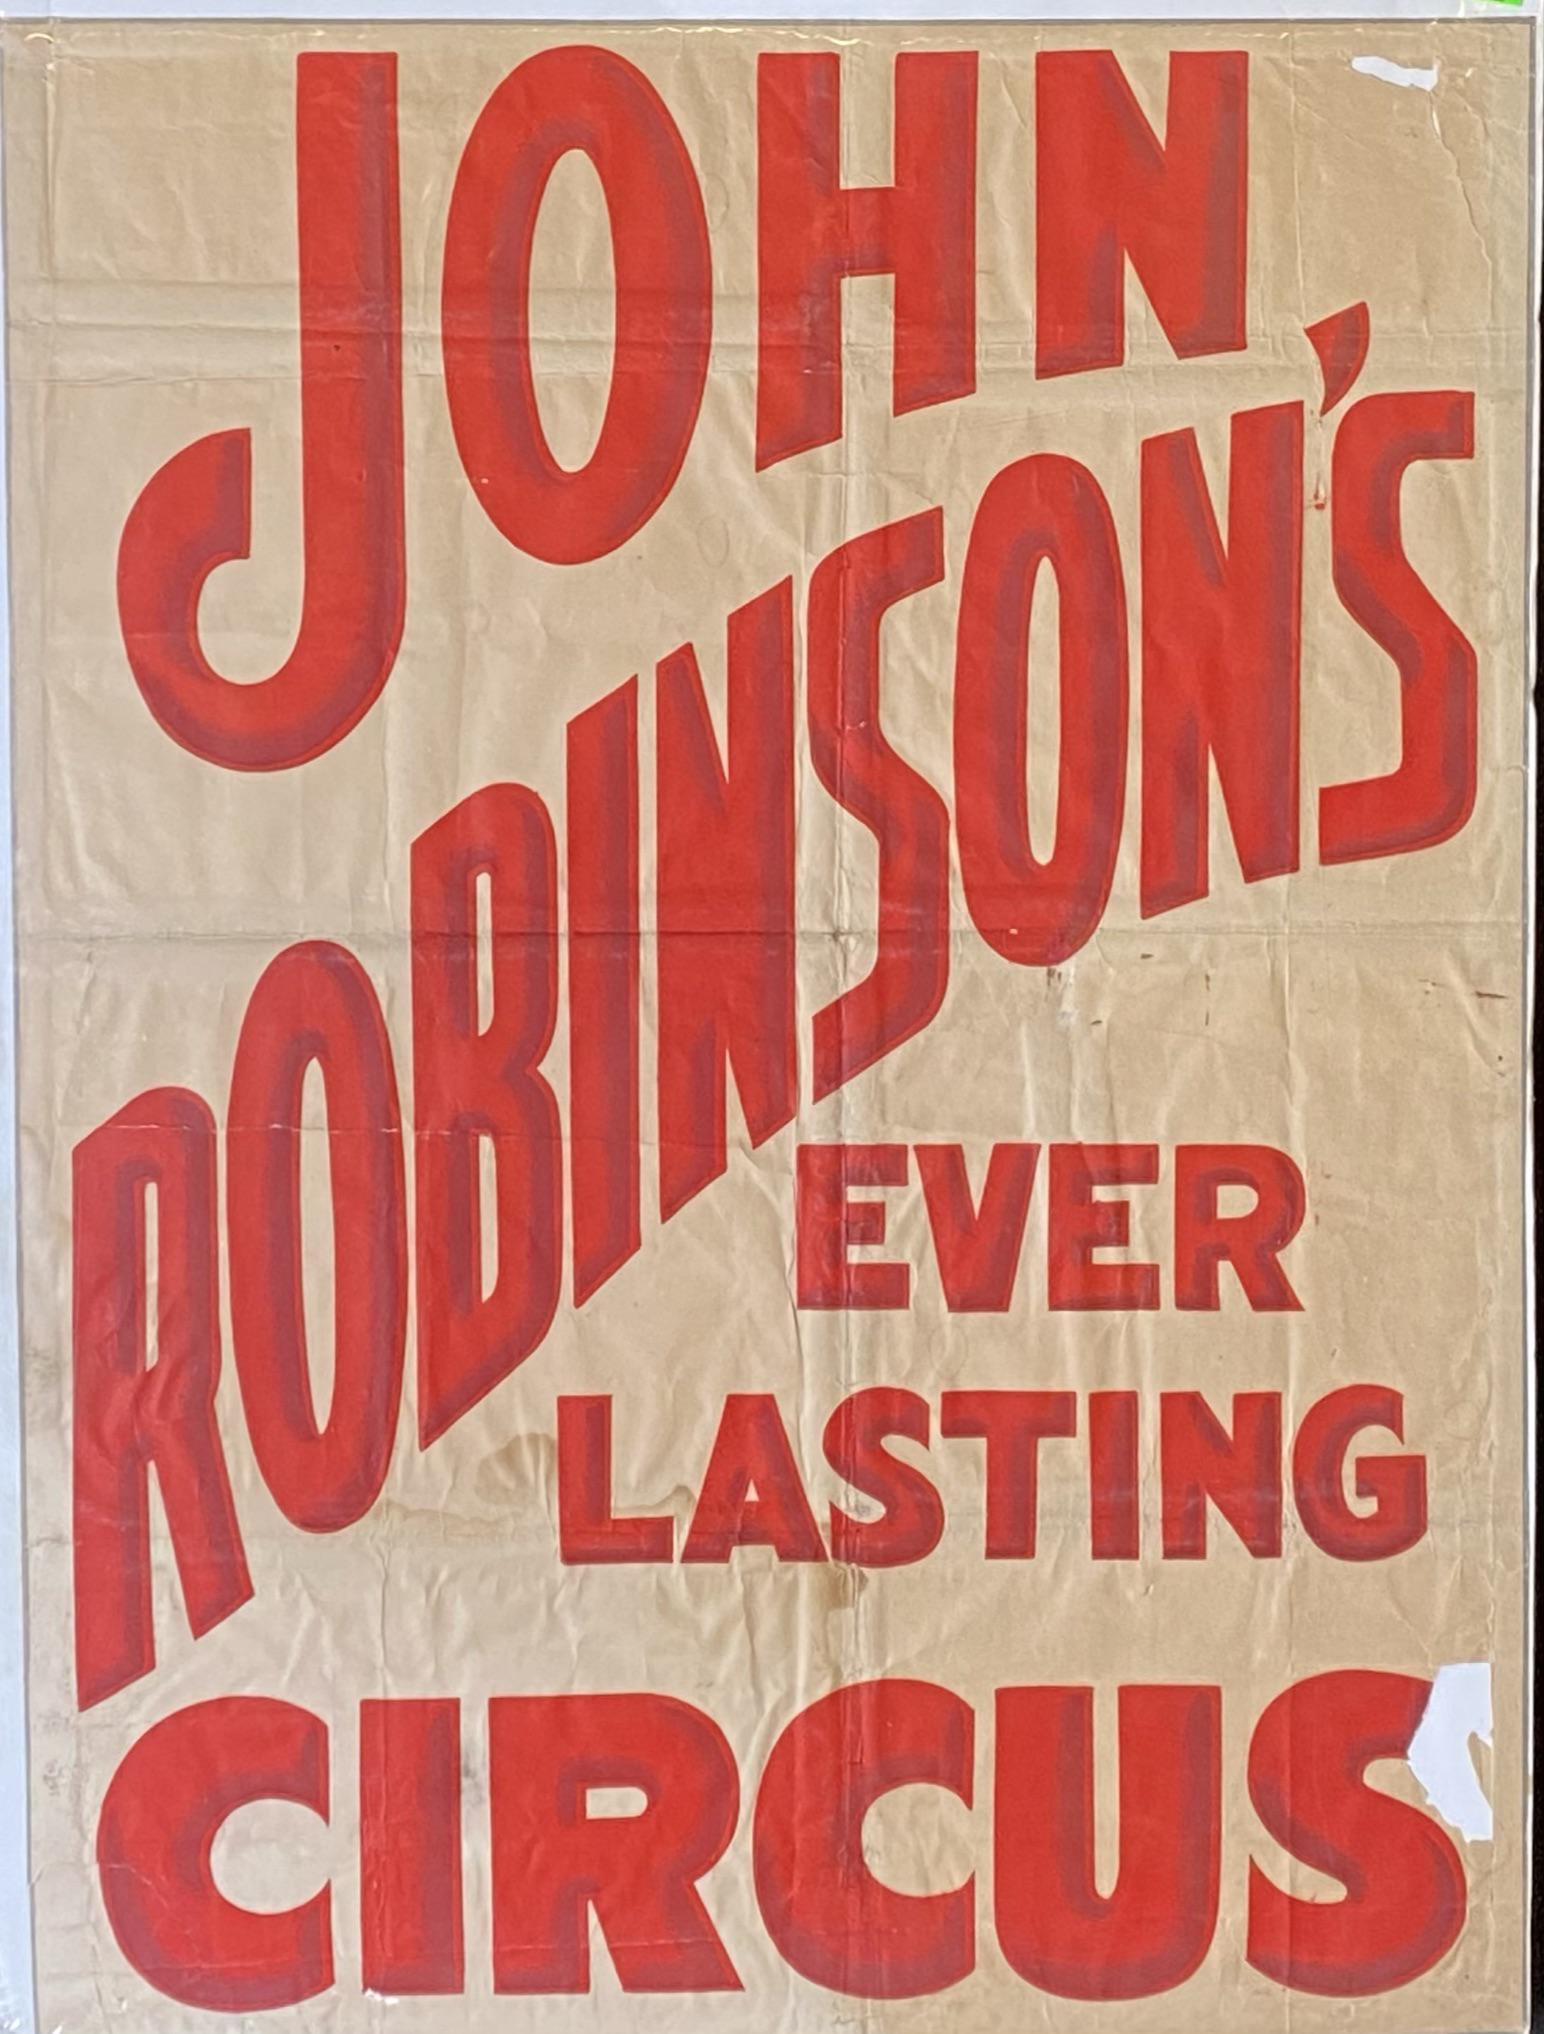 JOHN
ROBINSON'S
EVER
LASTING
CIRCUS